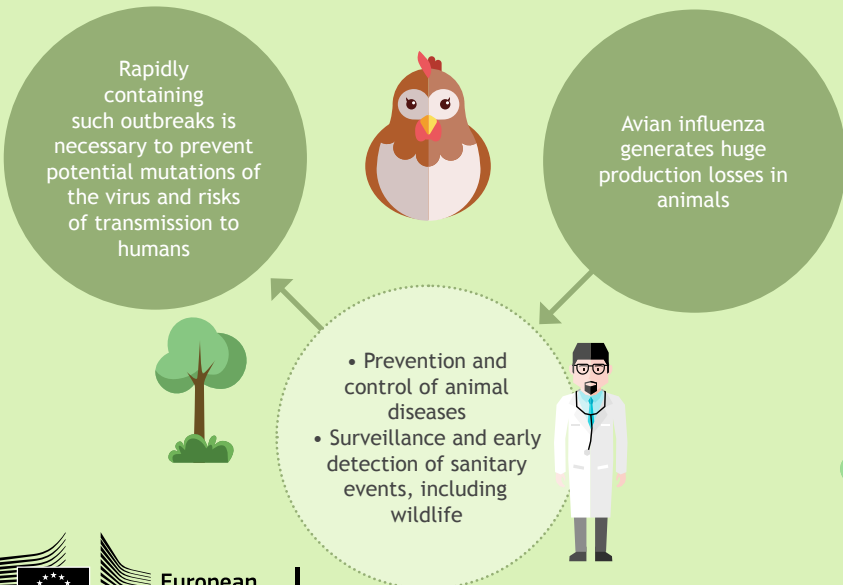 Rapidly
containing
such outbreaks is
necessary to prevent
potential mutations of
the virus and risks
of transmission to
humans
Avian influenza
generates huge
production losses in
animals
• Prevention and
control of animal
diseases
• Surveillance and early
detection of sanitary
events, including
wildlife
European